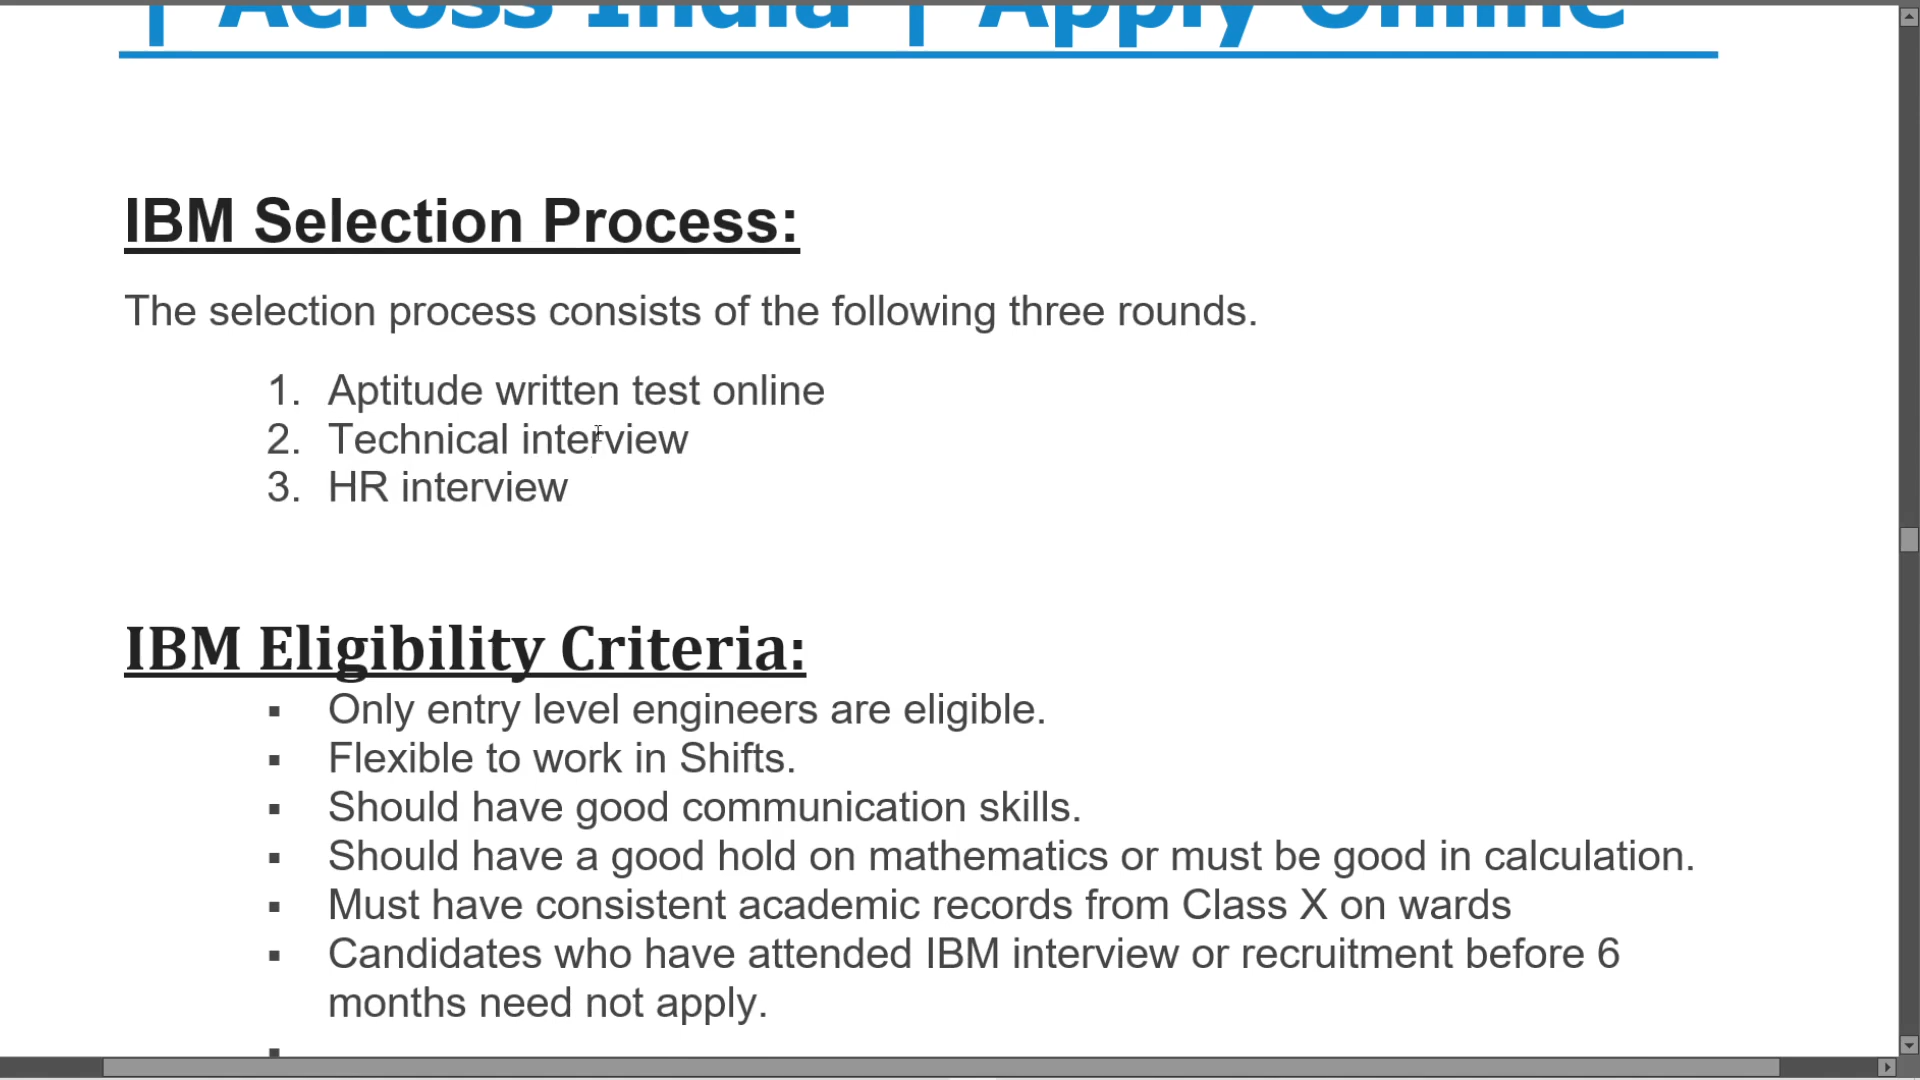 | Across India | Apply Online
IBM Selection Process:
The selection process consists of the following three rounds.
1. Aptitude written test online
2. Technical interview
3. HR interview
IBM Eligibility Criteria:
▪ Only entry level engineers are eligible.
▪ Flexible to work in Shifts.
▪ Should have good communication skills.
▪ Should have a good hold on mathematics or must be good in calculation.
▪ Must have consistent academic records from Class X on wards
▪ Candidates who have attended IBM interview or recruitment before 6
months need not apply.